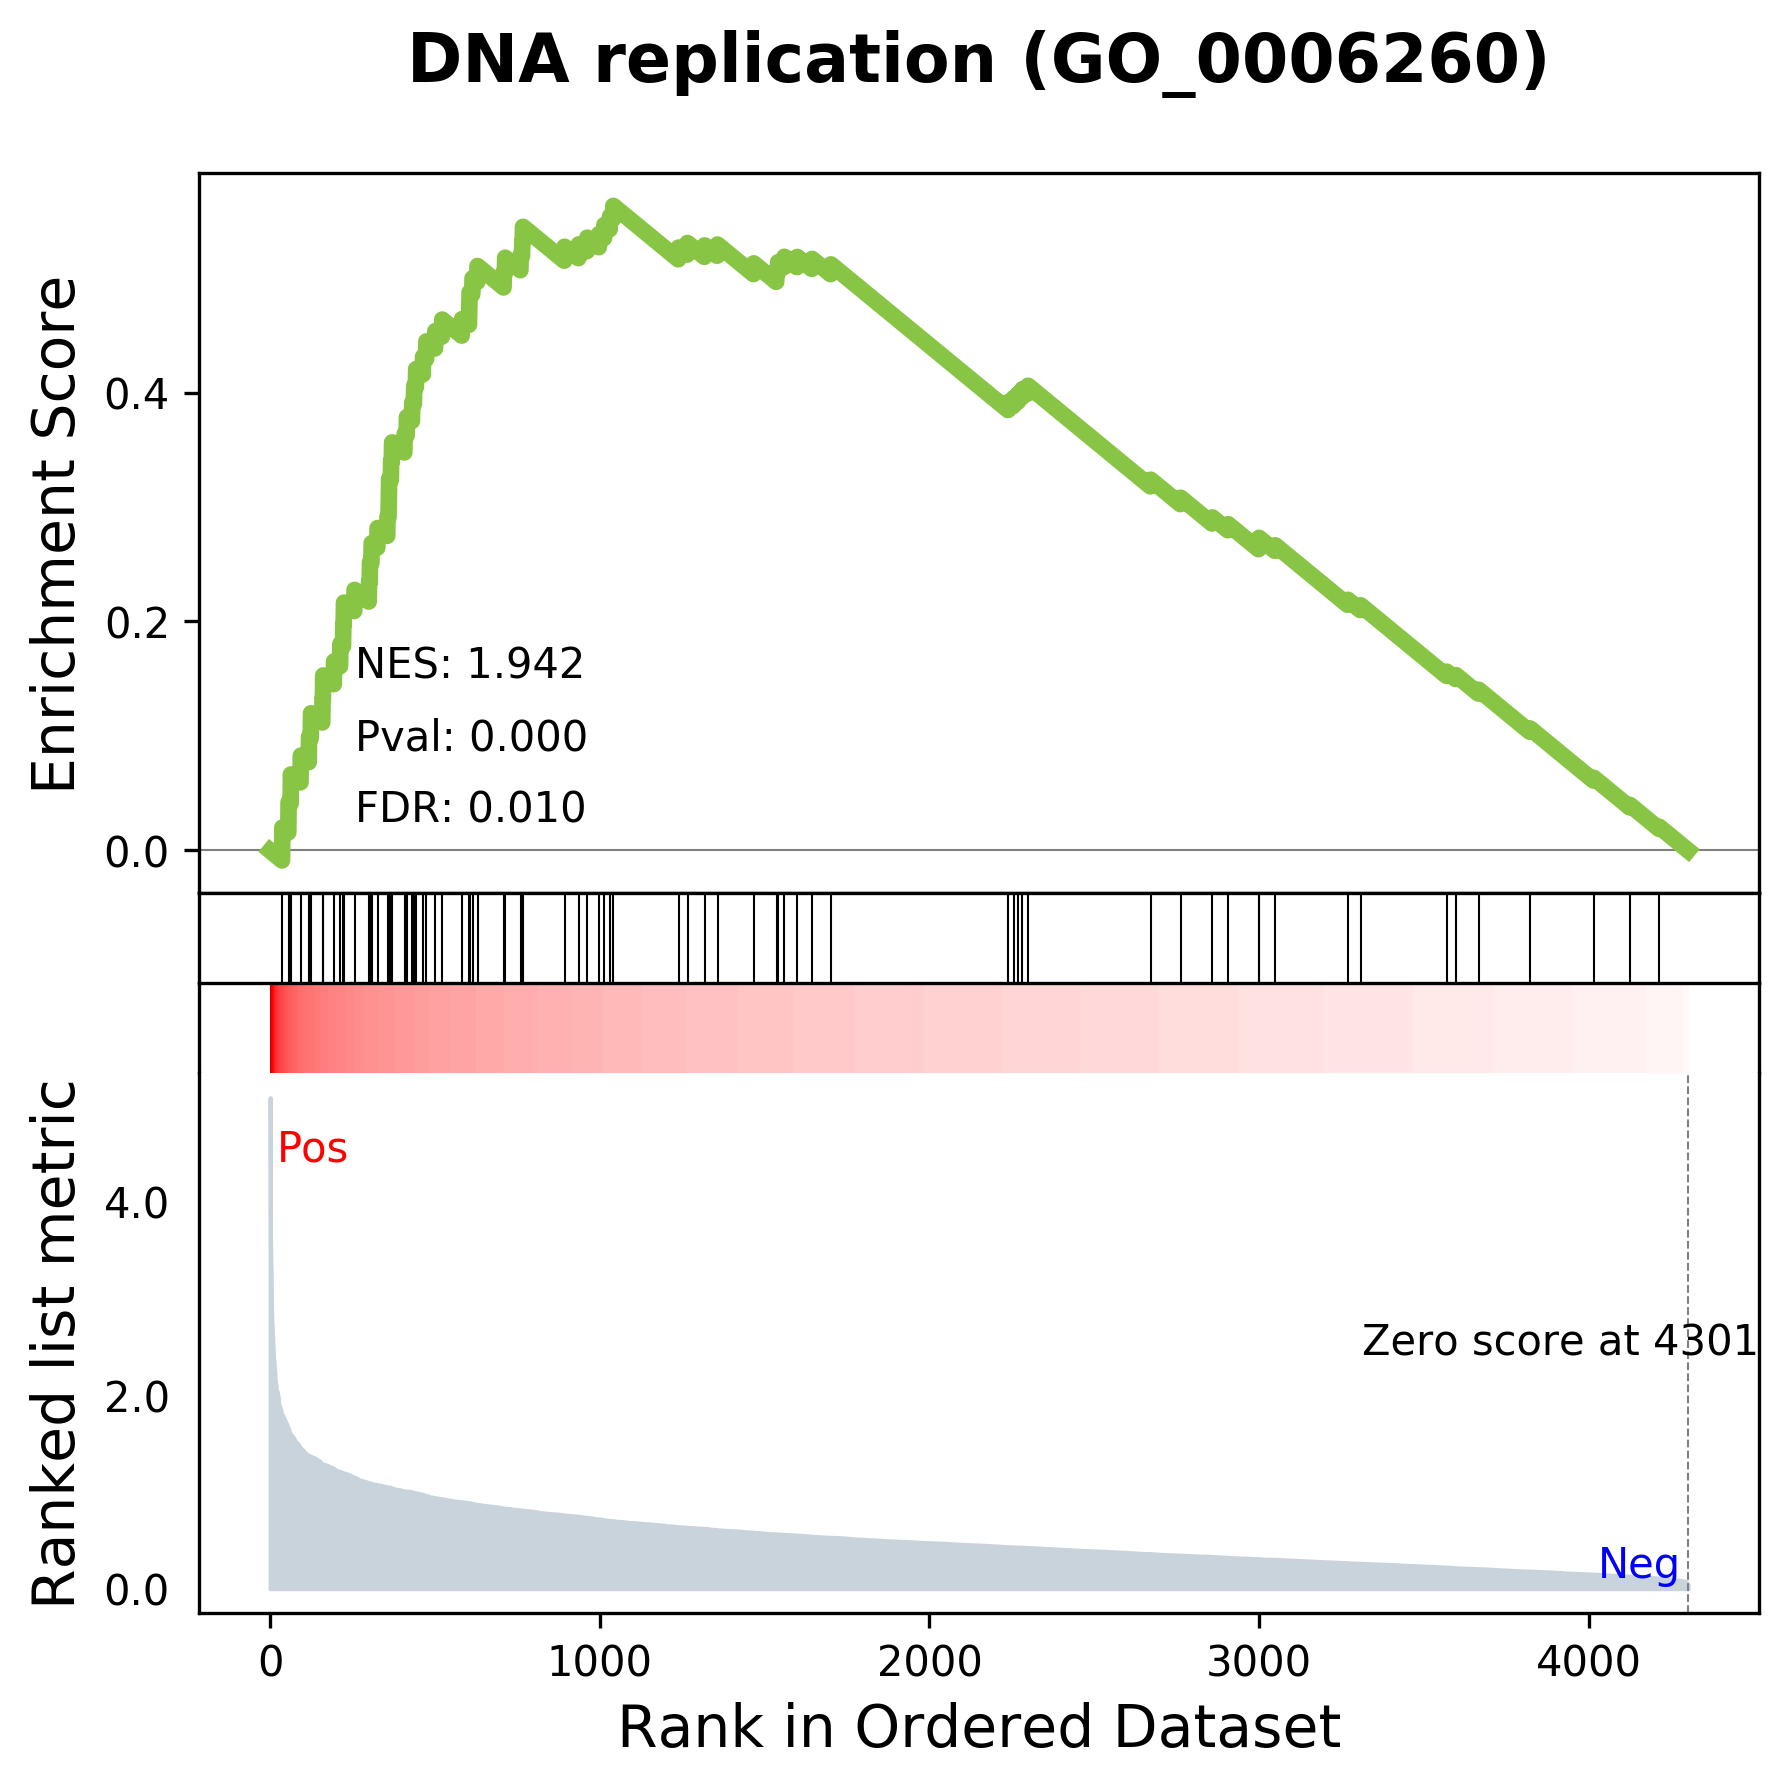 DNA replication (GO_0006260)
Enrichment Score
0.4
0.2
0.0
NES: 1.942
Pval: 0.000
FDR: 0.010
Ranked list metric
4.0
2.0
0.0
Pos
Zero score at 4301
Neg
0 1000 2000 3000 4000
Rank in Ordered Dataset